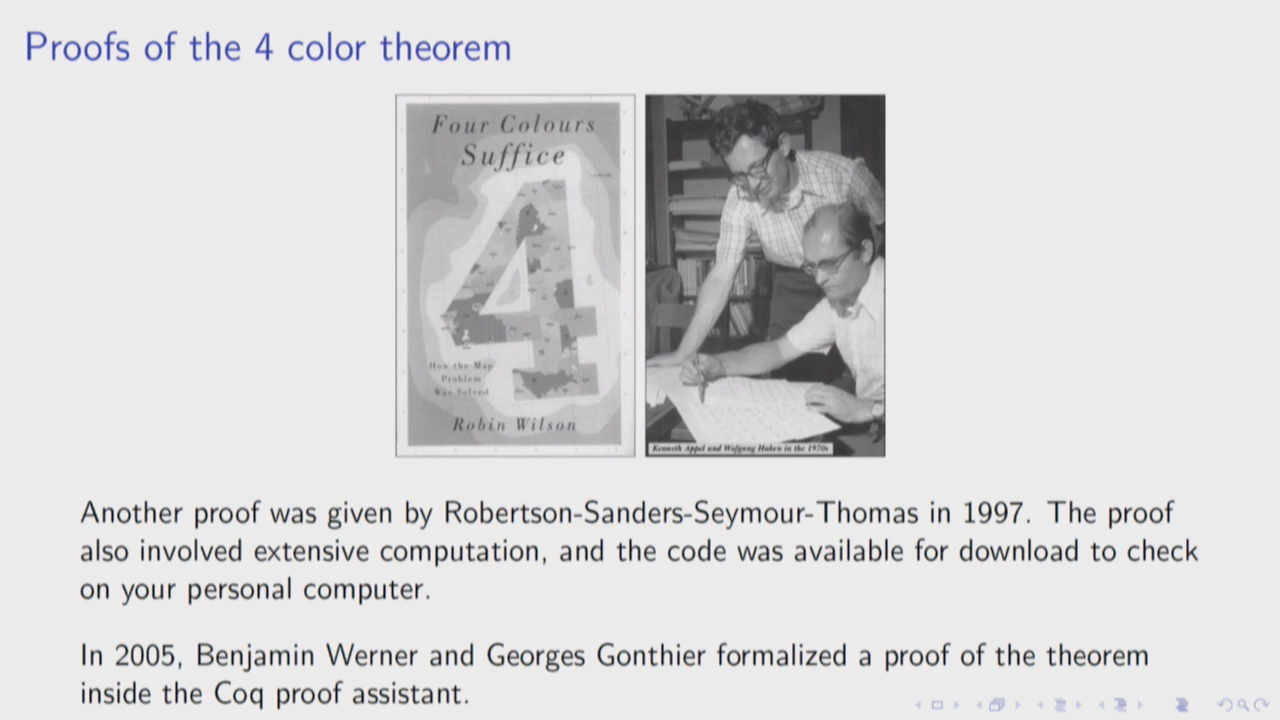 Proofs of the 4 color theorem
Four Colours
Suffice
4
How the Map
Problem
Was Solved
Robin Wilson
Kenneth Appel and Wofgang Haken in the 1970s
Another proof was given by Robertson-Sanders-Seymour-Thomas in 1997. The proof
also involved extensive computation, and the code was available for download to check
on your personal computer.
In 2005, Benjamin Werner and Georges Gonthier formalized a proof of the theorem
inside the Coq proof assistant.